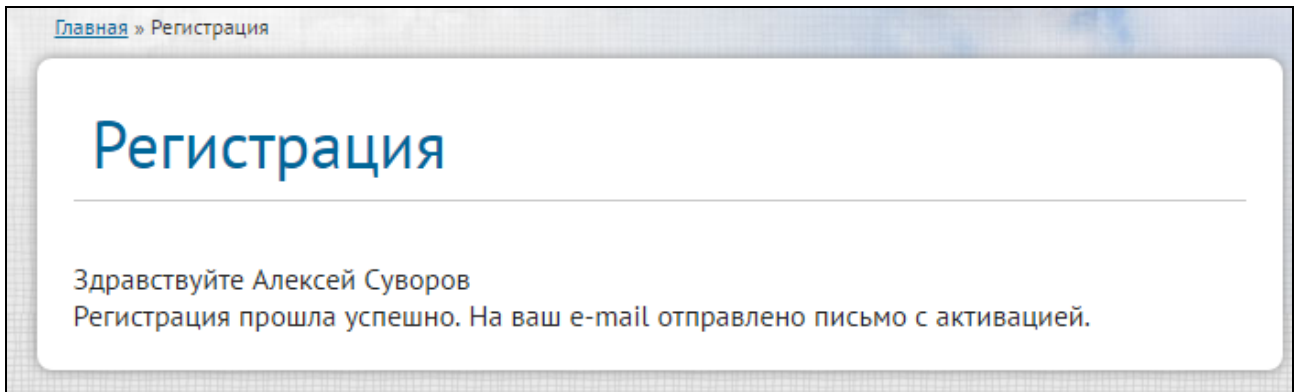 Главная » Регистрация
Регистрация
Здравствуйте Алексей Суворов
Регистрация прошла успешно. На ваш e-mail отправлено письмо с активацией.